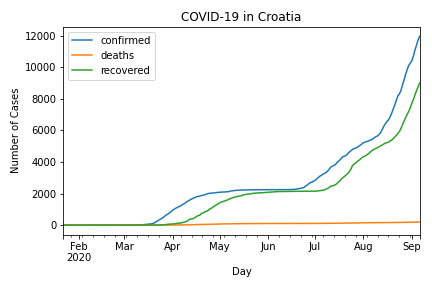 COVID-19 in Croatia
confirmed
deaths
recovered
Number of Cases
12000
10000
8000
6000
4000
2000
0
Feb Mar Apr May Jun Jul Aug Sep
2020
Day